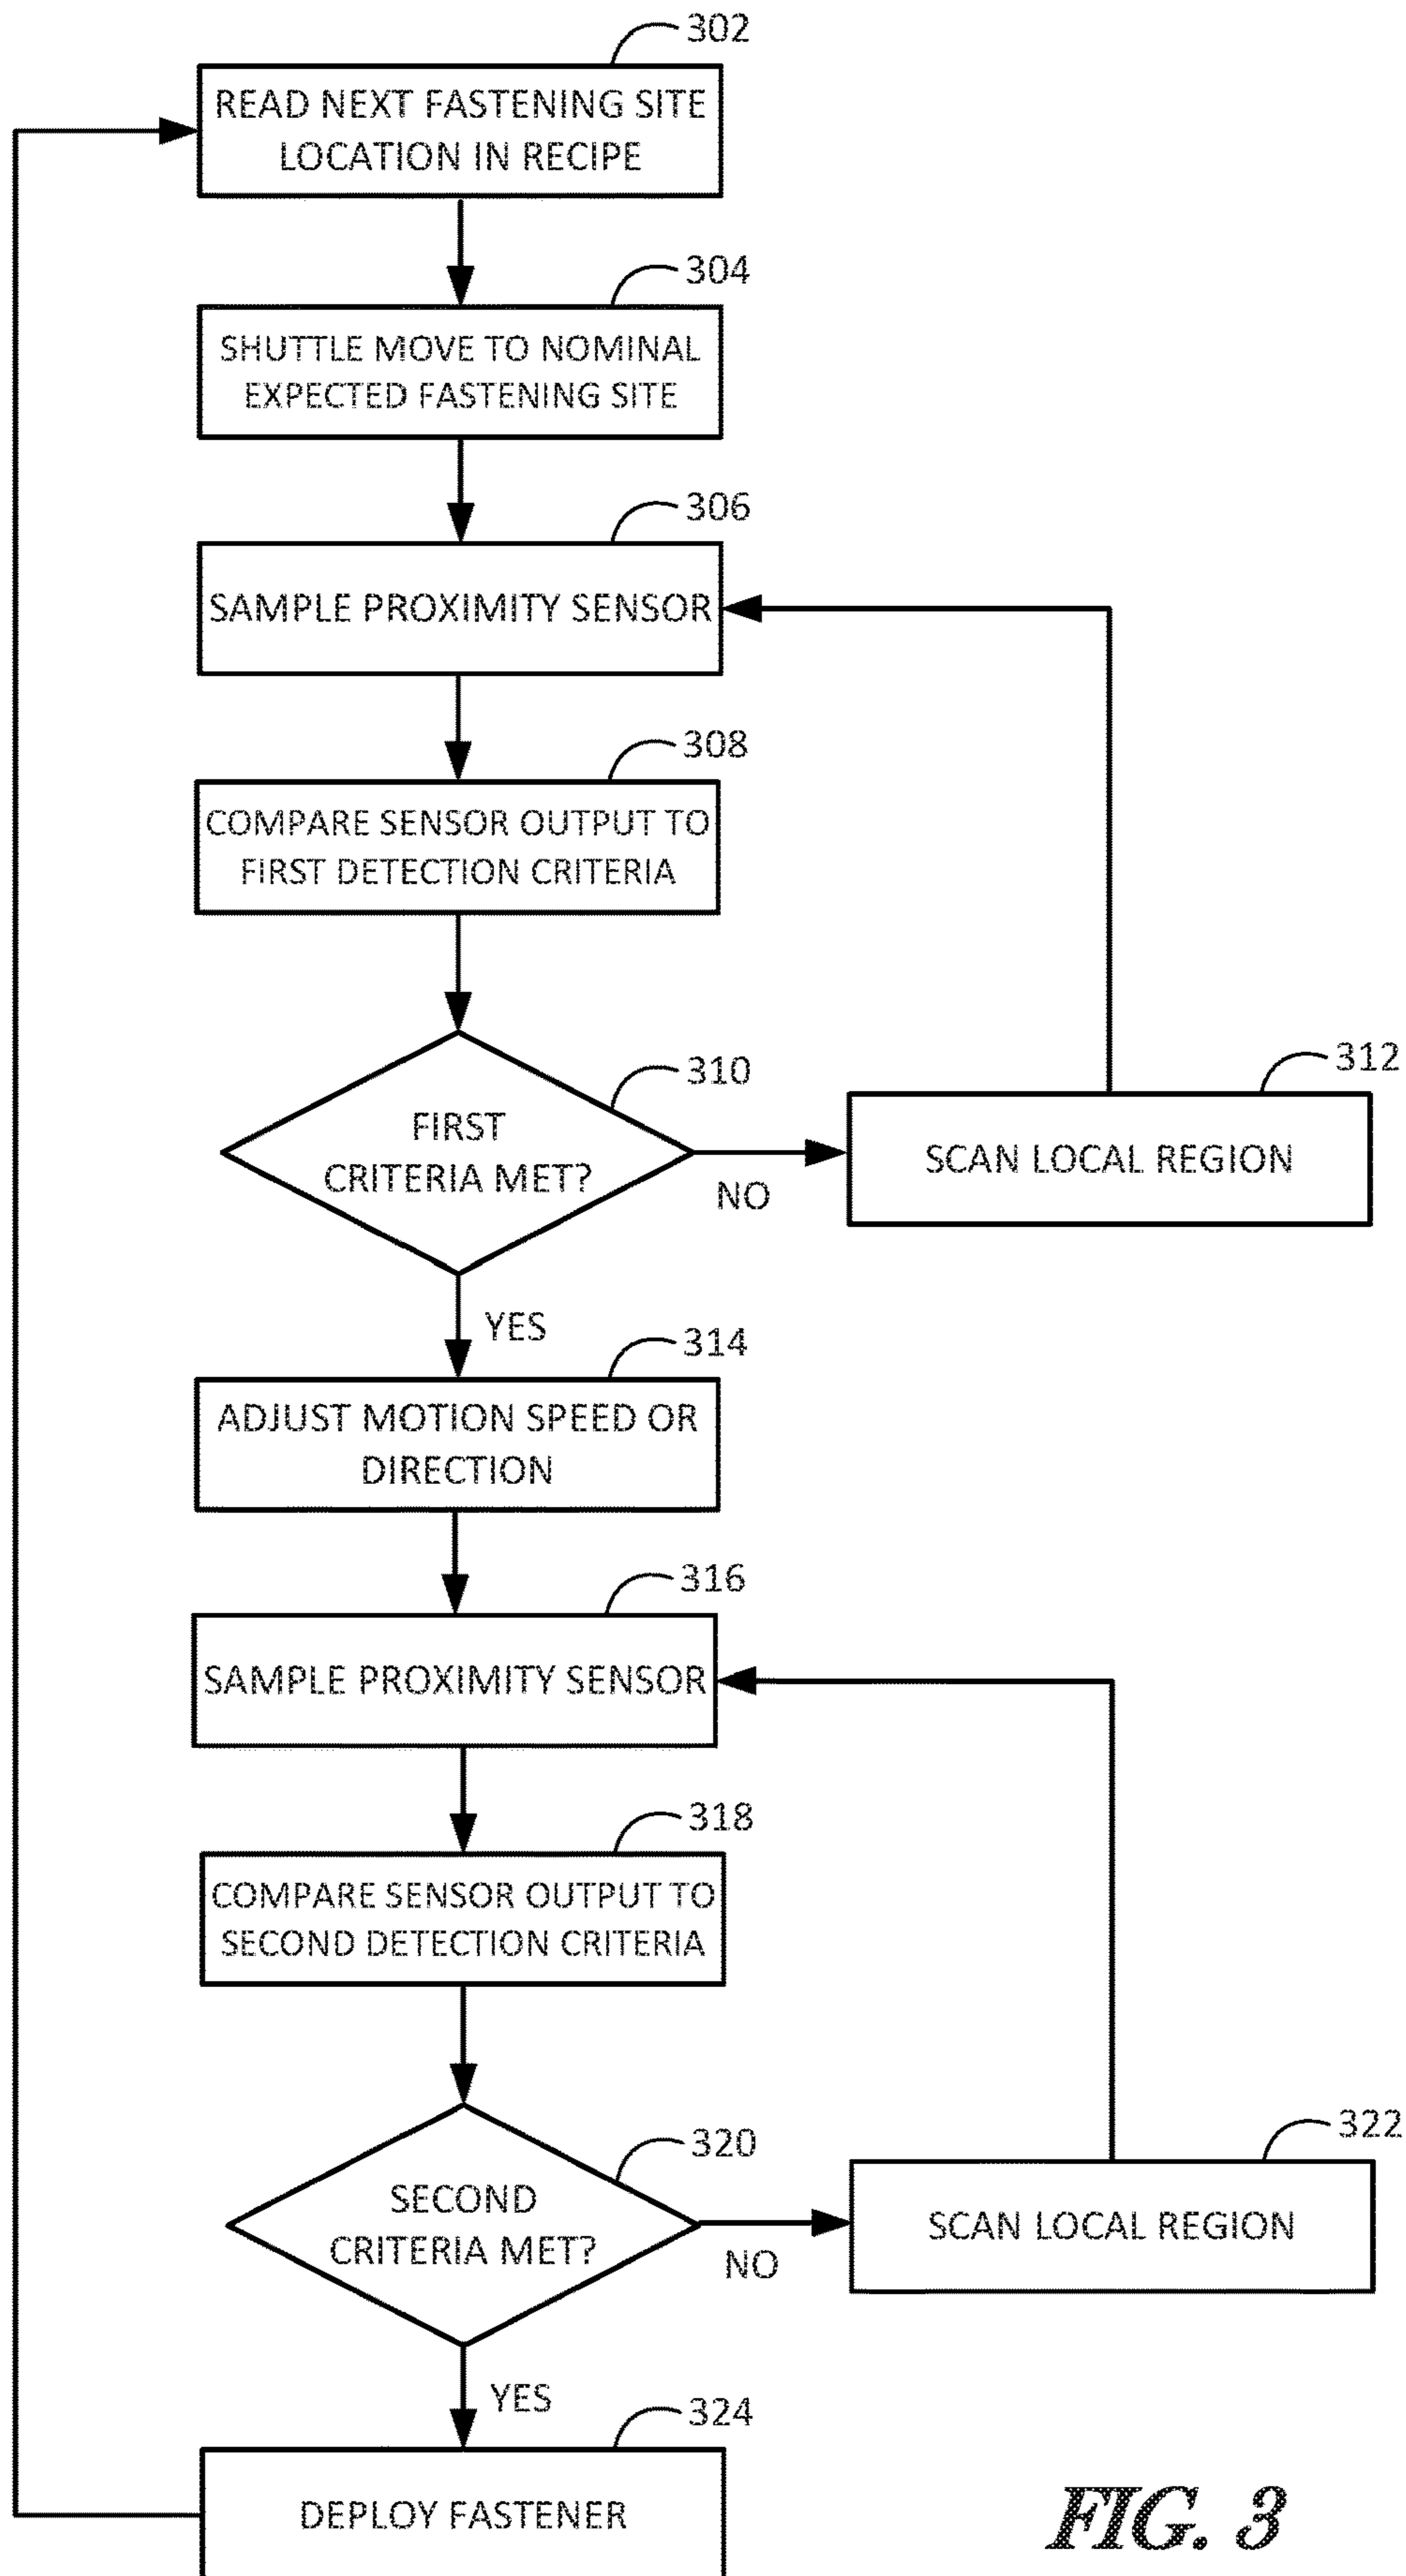 302
READ NEXT FASTENING SITE
LOCATION IN RECIPE
304
SHUTTLE MOVE TO NOMINAL
EXPECTED FASTENING SITE
306
SAMPLE PROXIMITY SENSOR
308
COMPARE SENSOR OUTPUT TO
FIRST DETECTION CRITERIA
310
FIRST
CRITERIA MET?
NO
312
SCAN LOCAL REGION
YES
314
ADJUST MOTION SPEED OR
DIRECTION
316
SAMPLE PROXIMITY SENSOR
318
COMPARE SENSOR OUTPUT TO
SECOND DETECTION CRITERIA
320
SECOND
CRITERIA MET?
NO
322
SCAN LOCAL REGION
YES
324
DEPLOY FASTENER
FIG. 3